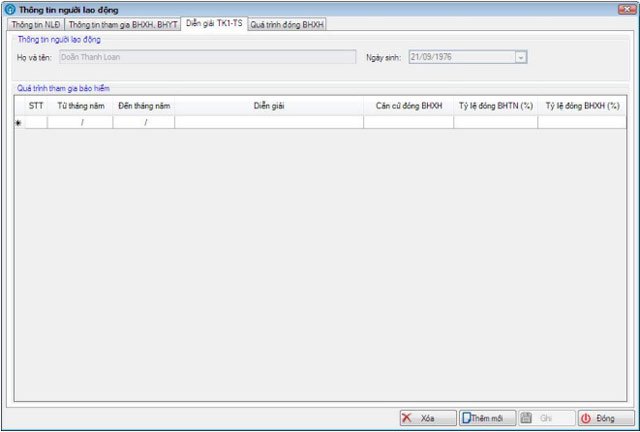 Thông tin người lao động
Thông tin NLĐ Thông tin tham gia BHXH, BHYT Diễn giải TK1-TS Quá trình đóng BHXH
Thông tin người lao động
Họ và tên: Doãn Thanh Loan Ngày sinh: 21/09/1976
Quá trình tham gia bảo hiểm
STT Từ tháng năm Đến tháng năm Diễn giải Căn cứ đóng BHXH Tỷ lệ đóng BHTN (%) Tỷ lệ đóng BHXH (%)
/ /
Xóa Thêm mới Ghi Đóng